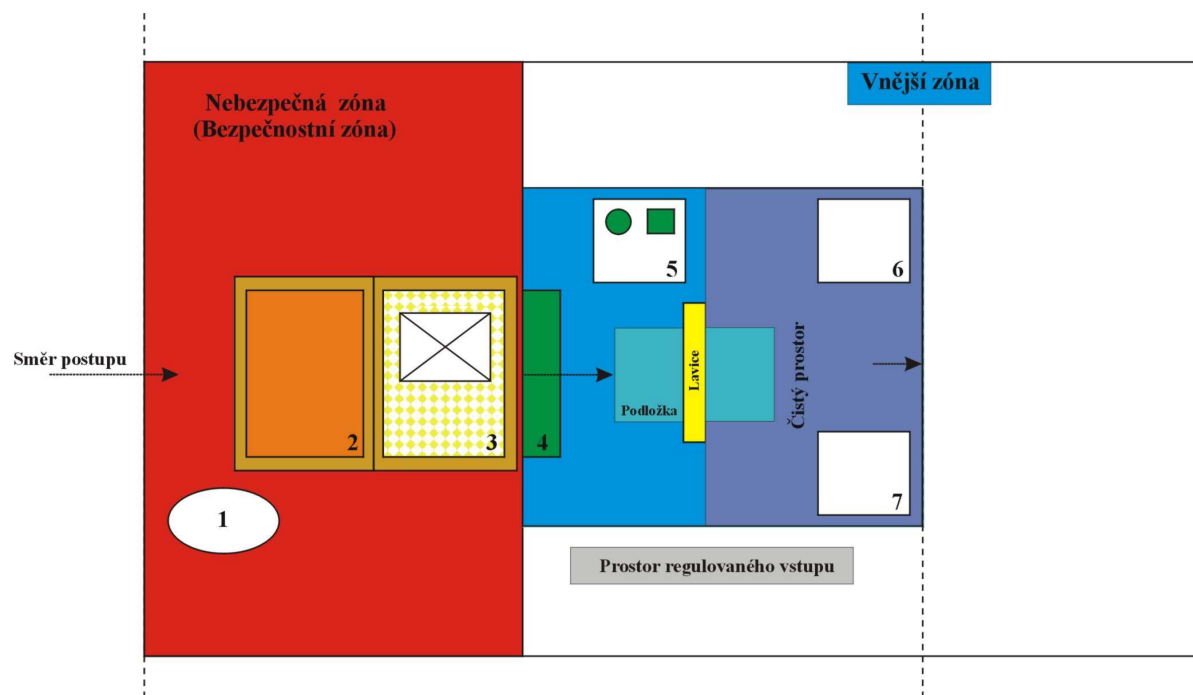 Vnější zóna
Nebezpečná zóna
(Bezpečnostní zóna)
5
6
Směr postupu
Lavice
Čistý prostor
Podložka
2
3
4
7
1
Prostor regulovaného vstupu